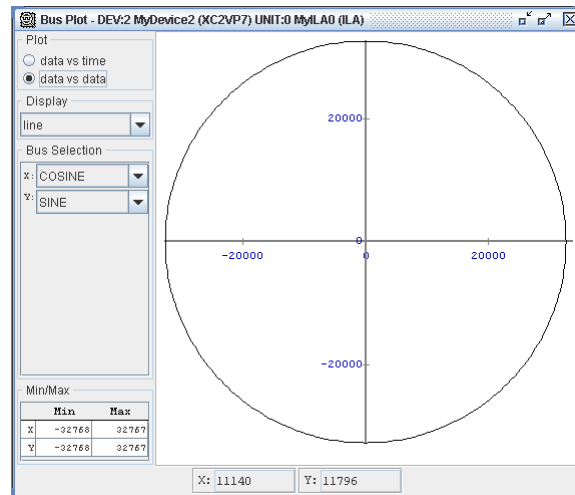 Bus Plot - DEV:2 MyDevice2 (XC2VP7) UNIT:0 MyILA0 (ILA)
Plot
data vs time
data vs data
Display
line
Bus Selection
X: COSINE
Y: SINE
Min/Max
Min Max
X -32768 32767
Y -32768 32767
20000
0
-20000 0 20000
-20000
X: 11140 Y: 11796